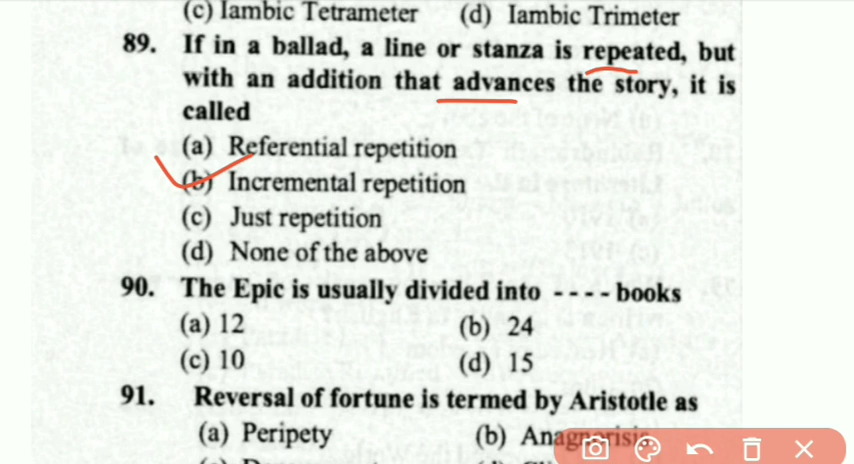 (c) Iambic Tetrameter (d) Iambic Trimeter
89. If in a ballad, a line or stanza is repeated, but
with an addition that advances the story, it is
called
(a) Referential repetition
(b) Incremental repetition
(c) Just repetition
(d) None of the above
90. The Epic is usually divided into ---- books
(a) 12 (b) 24
(c) 10 (d) 15
91. Reversal of fortune is termed by Aristotle as
(a) Peripety (b) Anagnorisis